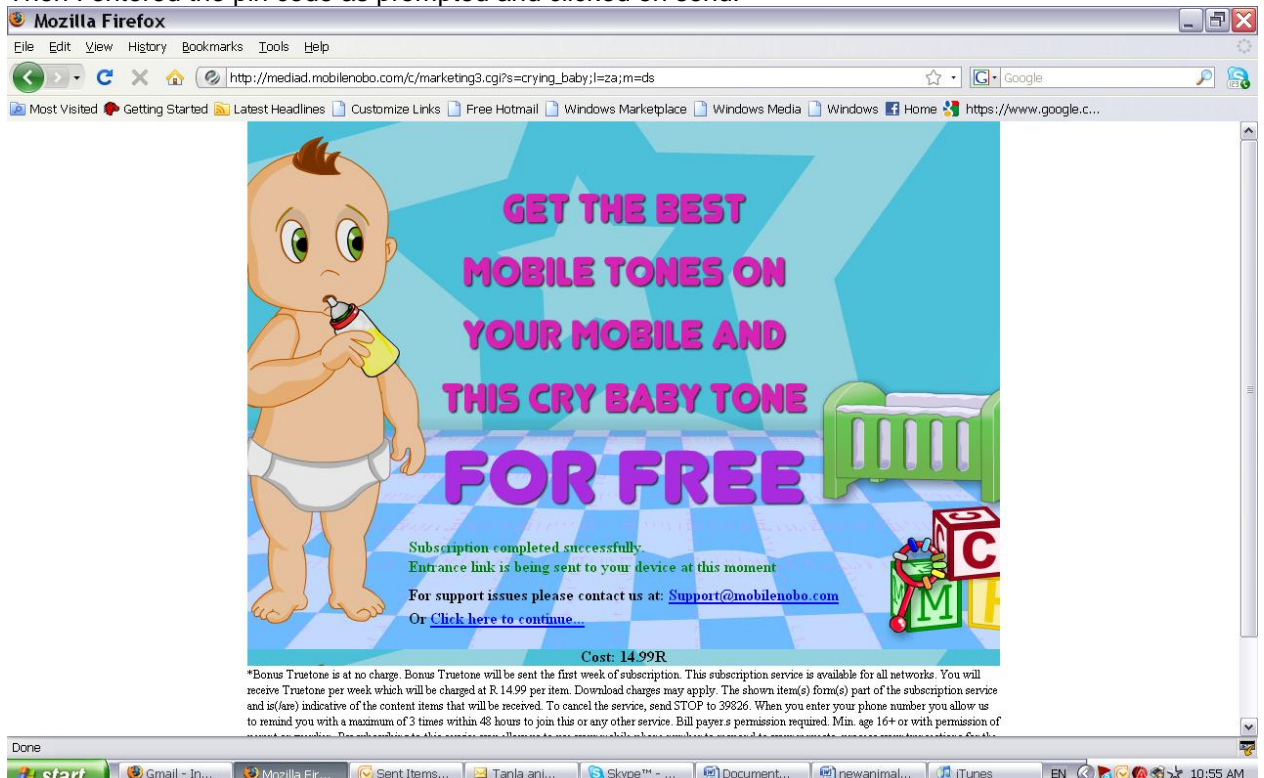 Mozilla Firefox
File Edit View History Bookmarks Tools Help
http://mediad.mobilenobo.com/c/marketing3.cgi?s=crying_baby;l=za;m=ds
Google
Most Visited Getting Started Latest Headlines Customize Links Free Hotmail Windows Marketplace Windows Media Windows Home https://www.google.c...
GET THE BEST
MOBILE TONES ON
YOUR MOBILE AND
THIS CRY BABY TONE
FOR FREE
Subscription completed successfully.
Entrance link is being sent to your device at this moment
For support issues please contact us at: Support@mobilenobo.com
Or Click here to continue...
C
M
Cost: 14.99R
*Bonus Truetone is at no charge. Bonus Truetone will be sent the first week of subscription. This subscription service is available for all networks. You will
receive Truetone per week which will be charged at R 14.99 per item. Download charges may apply. The shown item(s) form(s) part of the subscription service
and is(/are) indicative of the content items that will be received. To cancel the service, send STOP to 39826. When you enter your phone number you allow us
to remind you with a maximum of 3 times within 48 hours to join this or any other service. Bill payer.s permission required. Min. age 16+ or with permission of
Done
start Gmail - In... Mozilla Fir... Sent Items... Tanla ani... Skype™ - ... Document... newanimal... iTunes EN 10:55 AM